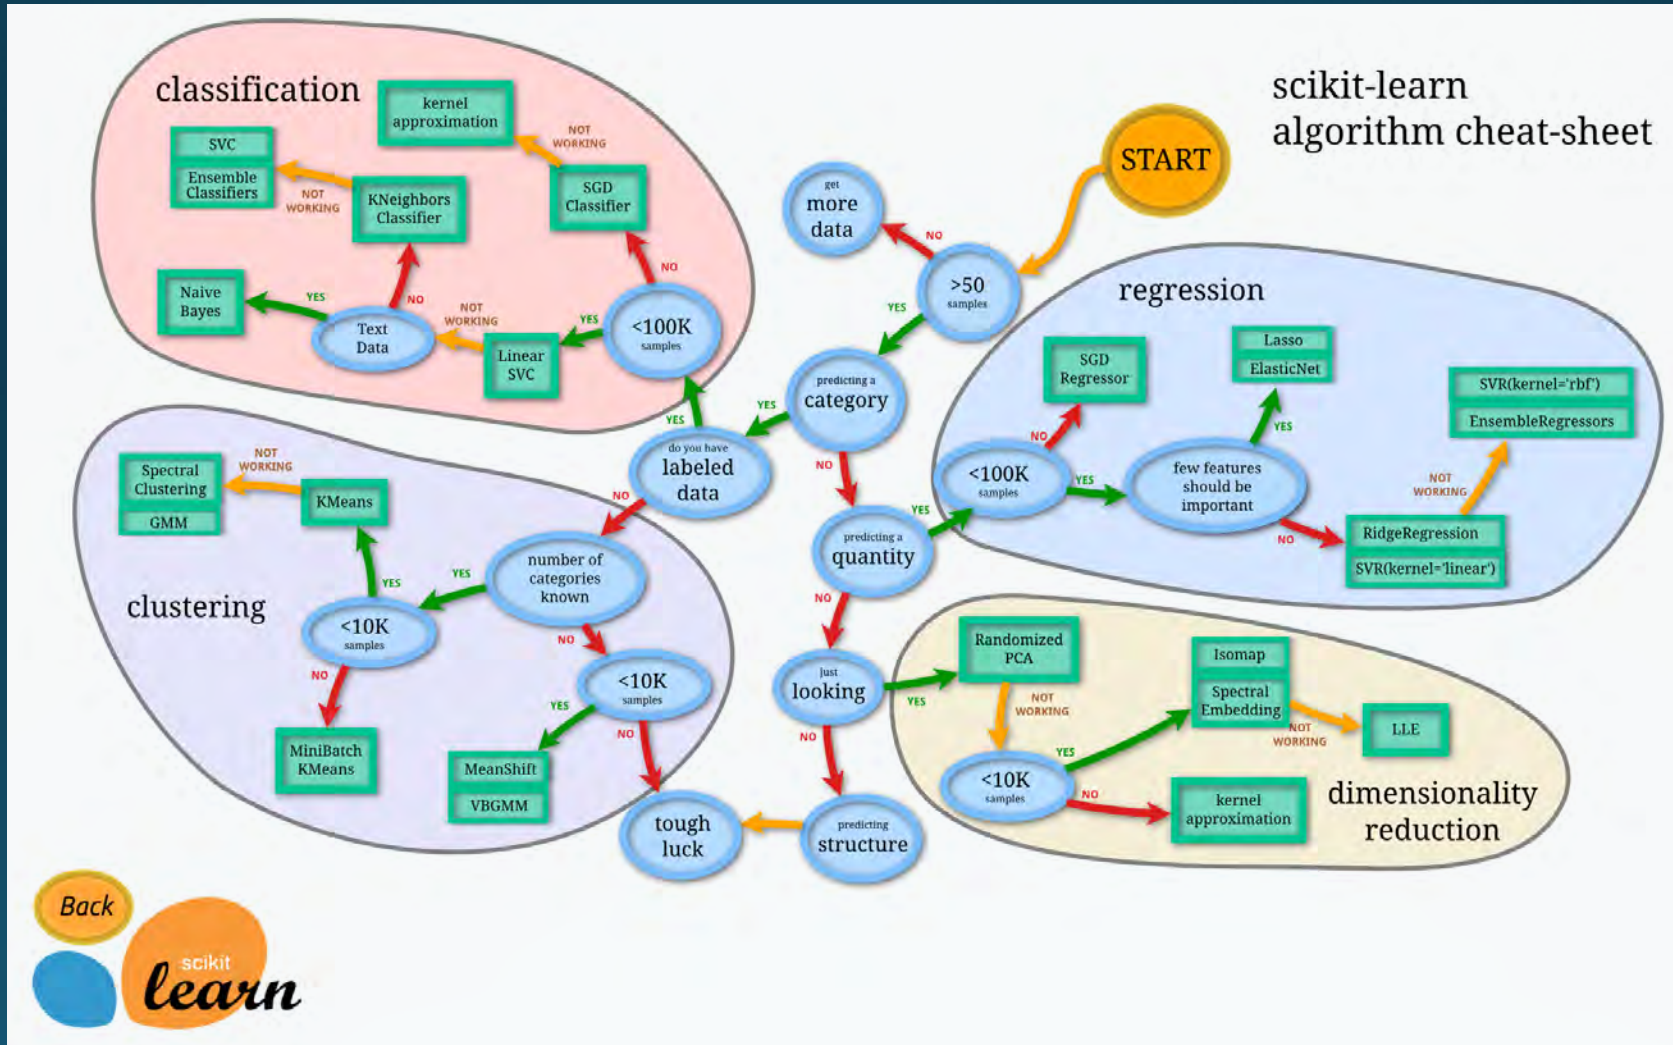 scikit-learn
algorithm cheat-sheet
START
classification
kernel
approximation
NOT
WORKING
SVC
Ensemble
Classifiers
NOT
WORKING
KNeighbors
Classifier
SGD
Classifier
NO
NO
Naive
Bayes
YES
Text
Data
NOT
WORKING
Linear
SVC
YES
<100K
samples
get
more
data
NO
>50
samples
YES
predicting a
category
YES
YES
do you have
labeled
data
NO
NO
predicting a
quantity
YES
NO
just
looking
YES
NO
predicting
structure
tough
luck
regression
SGD
Regressor
Lasso
ElasticNet
SVR(kernel='rbf')
EnsembleRegressors
NO
YES
<100K
samples
YES
few features
should be
important
NOT
WORKING
NO
RidgeRegression
SVR(kernel='linear')
clustering
Spectral
Clustering
GMM
NOT
WORKING
KMeans
number of
categories
known
YES
YES
<10K
samples
NO
NO
<10K
samples
YES
NO
MiniBatch
KMeans
MeanShift
VBGMM
Randomized
PCA
NOT
WORKING
Isomap
Spectral
Embedding
NOT
WORKING
LLE
YES
<10K
samples
NO
kernel
approximation
dimensionality
reduction
Back
scikit
learn